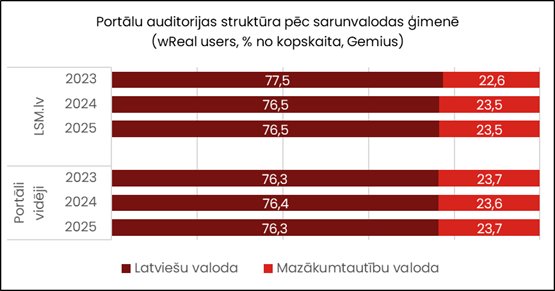 Portālu auditorijas struktūra pēc sarunvalodas ģimenē
(wReal users, % no kopskaita, Gemius)
LSM.lv
2023 77,5 22,6
2024 76,5 23,5
2025 76,5 23,5
Portāli
vidēji
2023 76,3 23,7
2024 76,4 23,6
2025 76,3 23,7
Latviešu valoda Mazākumtautību valoda